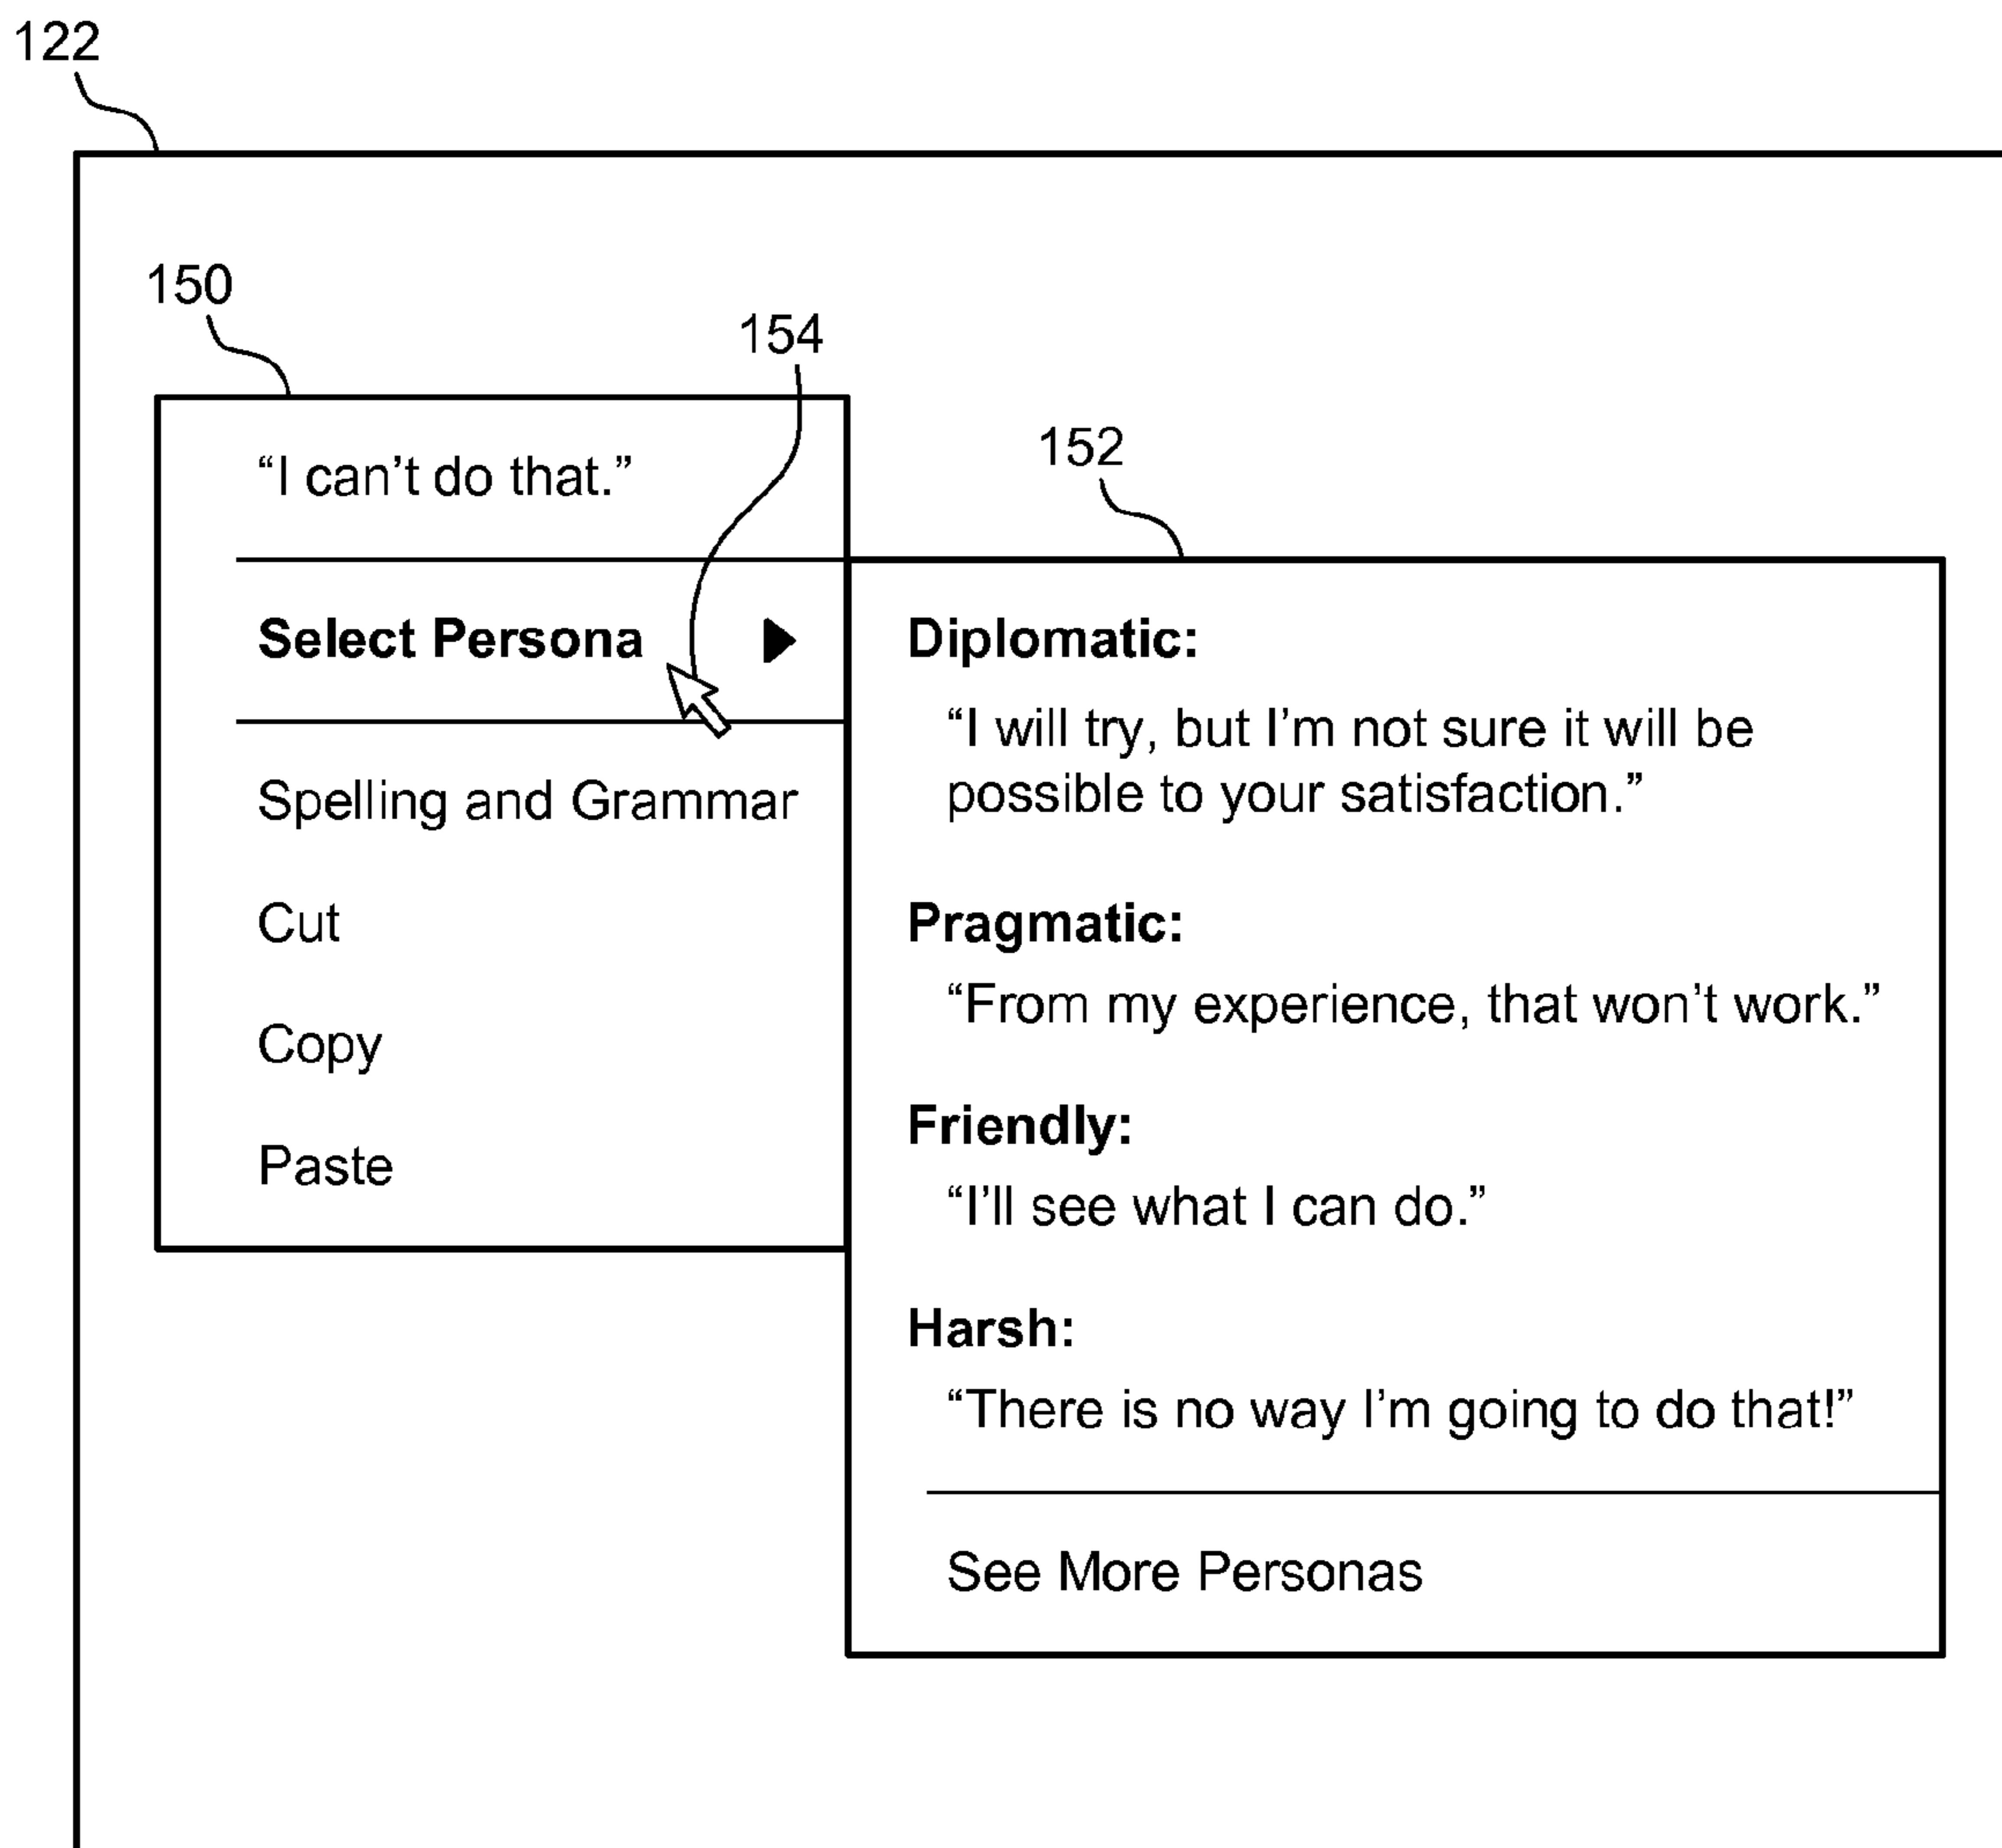 122
150
154
“I can’t do that.”
152
Select Persona
Diplomatic:
“I will try, but I’m not sure it will be
possible to your satisfaction.”
Spelling and Grammar
Cut
Pragmatic:
“From my experience, that won’t work.”
Copy
Friendly:
Paste
“I’ll see what I can do.”
Harsh:
“There is no way I’m going to do that!”
See More Personas